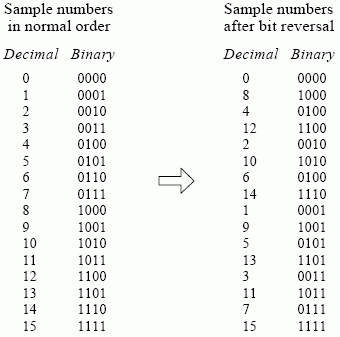 Sample numbers Sample numbers
in normal order after bit reversal
Decimal Binary Decimal Binary
0 0000 0 0000
1 0001 8 1000
2 0010 4 0100
3 0011 12 1100
4 0100 2 0010
5 0101 10 1010
6 0110 6 0100
7 0111 14 1110
8 1000 1 0001
9 1001 9 1001
10 1010 5 0101
11 1011 13 1101
12 1100 3 0011
13 1101 11 1011
14 1110 7 0111
15 1111 15 1111